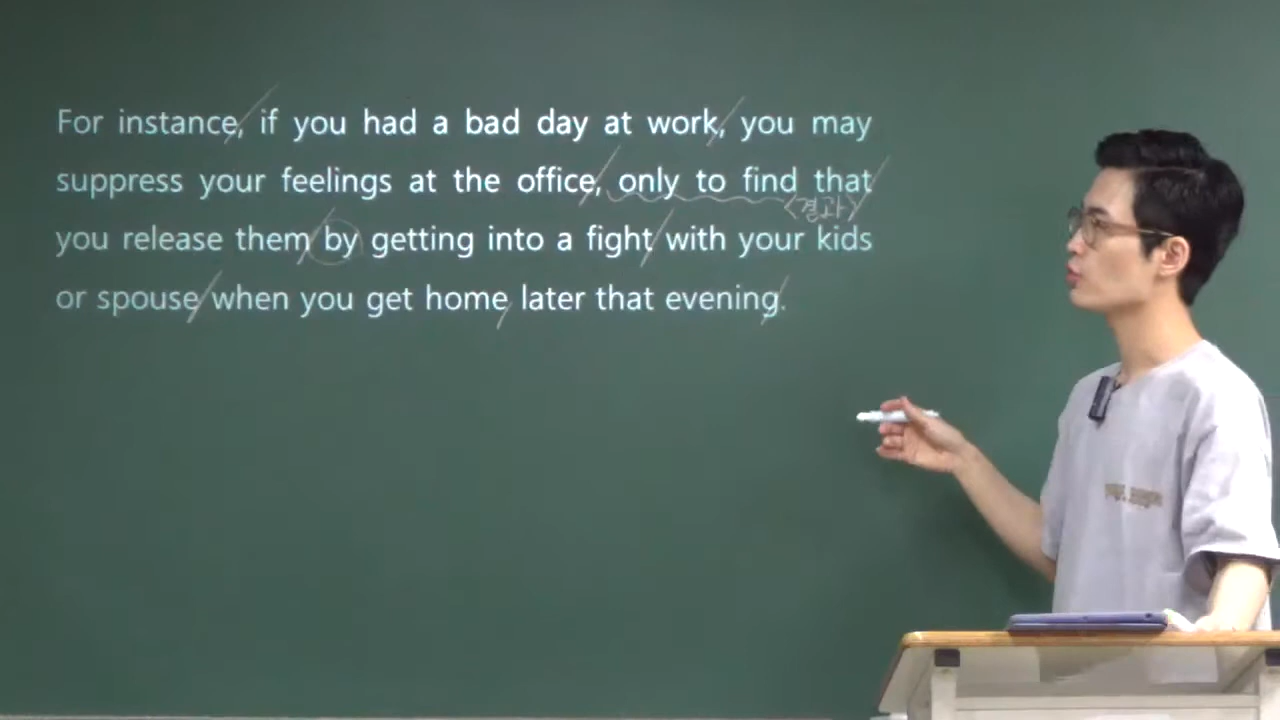 For instance, if you had a bad day at work, you may
suppress your feelings at the office, only to find that
<결과>
you release them by getting into a fight with your kids
or spouse when you get home later that evening.